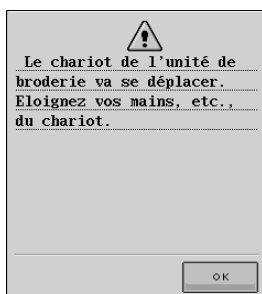 Le chariot de l'unité de
broderie va se déplacer.
Eloignez vos mains, etc.,
du chariot.
OK